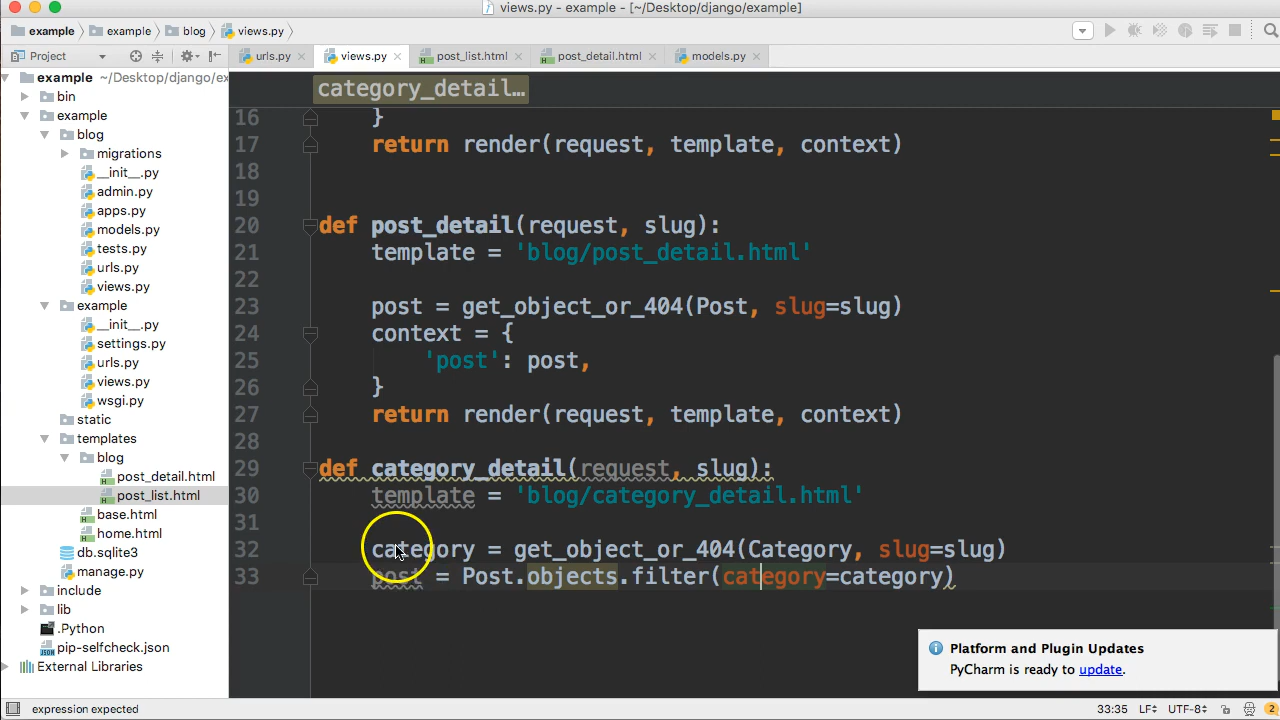 views.py - example - [~/Desktop/django/example]
example
example
blog
views.py
Project
urls.py
views.py
post_list.html
post_detail.html
models.py
example ~/Desktop/django/ex
bin
example
blog
migrations
__init__.py
admin.py
apps.py
models.py
tests.py
urls.py
views.py
example
__init__.py
settings.py
urls.py
views.py
wsgi.py
static
templates
blog
post_detail.html
post_list.html
base.html
home.html
db.sqlite3
manage.py
include
lib
.Python
pip-selfcheck.json
External Libraries
category_detail…
16 }
17 return render(request, template, context)
18
19
20 def post_detail(request, slug):
21 template = 'blog/post_detail.html'
22
23 post = get_object_or_404(Post, slug=slug)
24 context = {
25 'post': post,
26 }
27 return render(request, template, context)
28
29 def category_detail(request, slug):
30 template = 'blog/category_detail.html'
31
32 category = get_object_or_404(Category, slug=slug)
33 post = Post.objects.filter(category=category)
Platform and Plugin Updates
PyCharm is ready to update.
expression expected
33:35 LF UTF-8 2